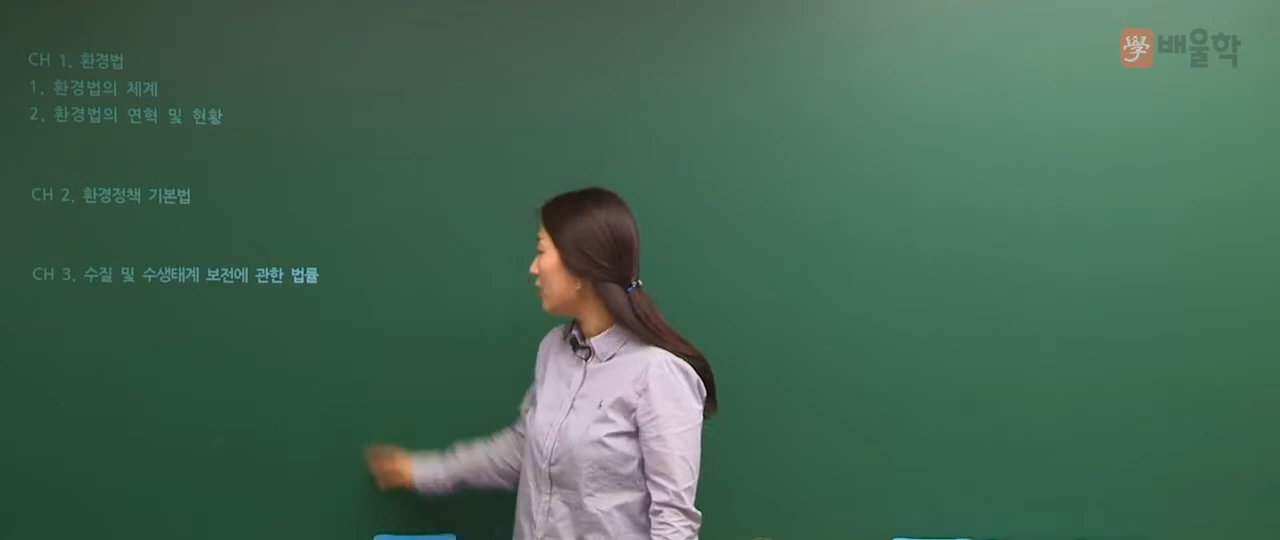 CH 1. 환경법
1. 환경법의 체계
2. 환경법의 연혁 및 현황
CH 2. 환경정책 기본법
CH 3. 수질 및 수생태계 보전에 관한 법률
學 배울학